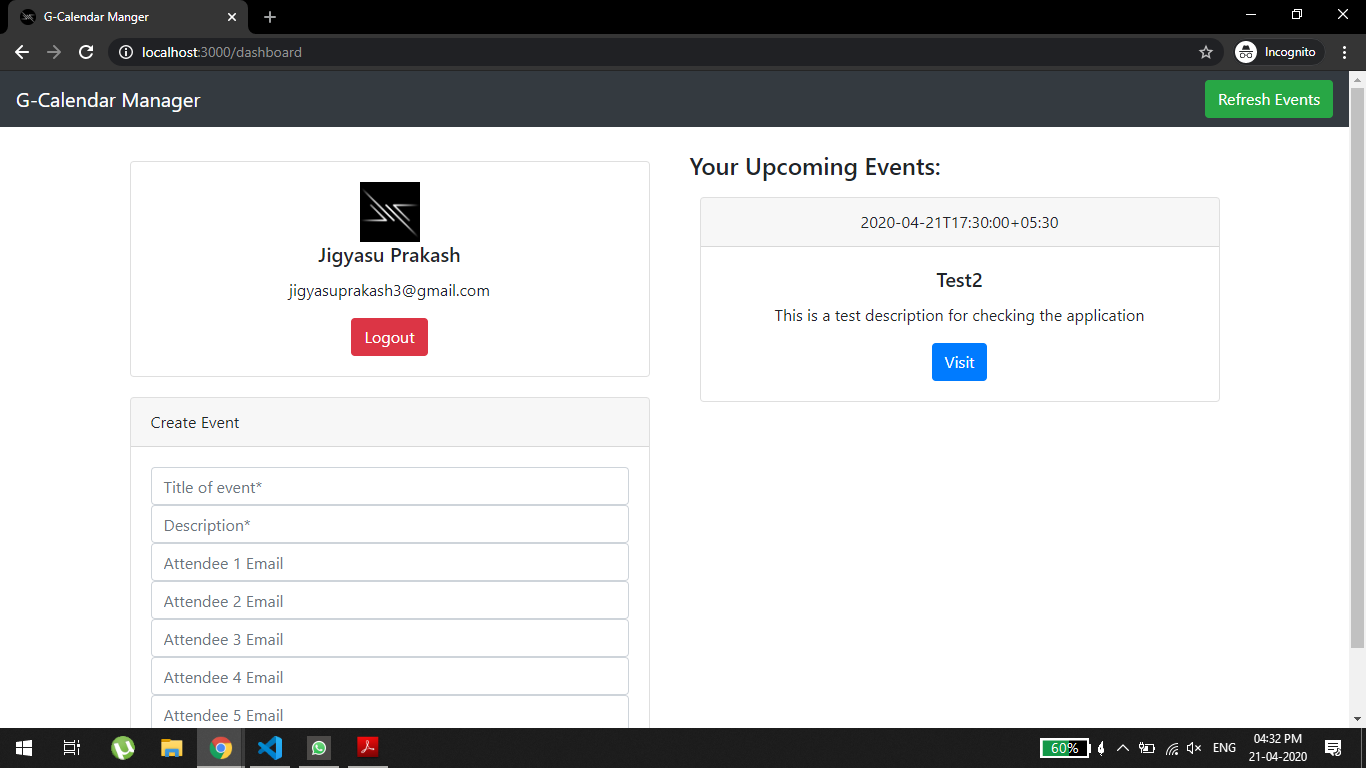 G-Calendar Manger
localhost:3000/dashboard
Incognito
G-Calendar Manager
Refresh Events
Jigyasu Prakash
jigyasuprakash3@gmail.com
Logout
Create Event
Title of event*
Description*
Attendee 1 Email
Attendee 2 Email
Attendee 3 Email
Attendee 4 Email
Attendee 5 Email
Your Upcoming Events:
2020-04-21T17:30:00+05:30
Test2
This is a test description for checking the application
Visit
60%
ENG
04:32 PM
21-04-2020